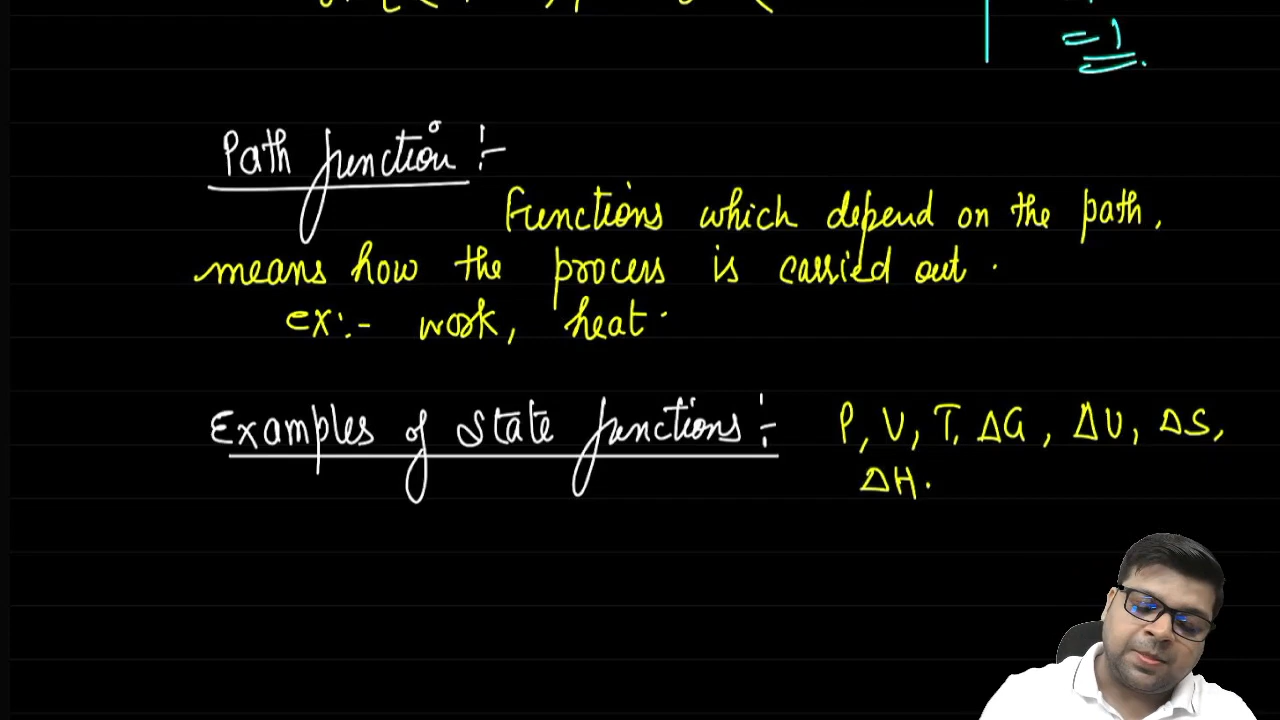 =1
Path function :-
Functions which depend on the path,
means how the process is carried out.
ex:- work, heat.
Examples of state functions :- P, V, T, ΔG, ΔU, ΔS,
ΔH.